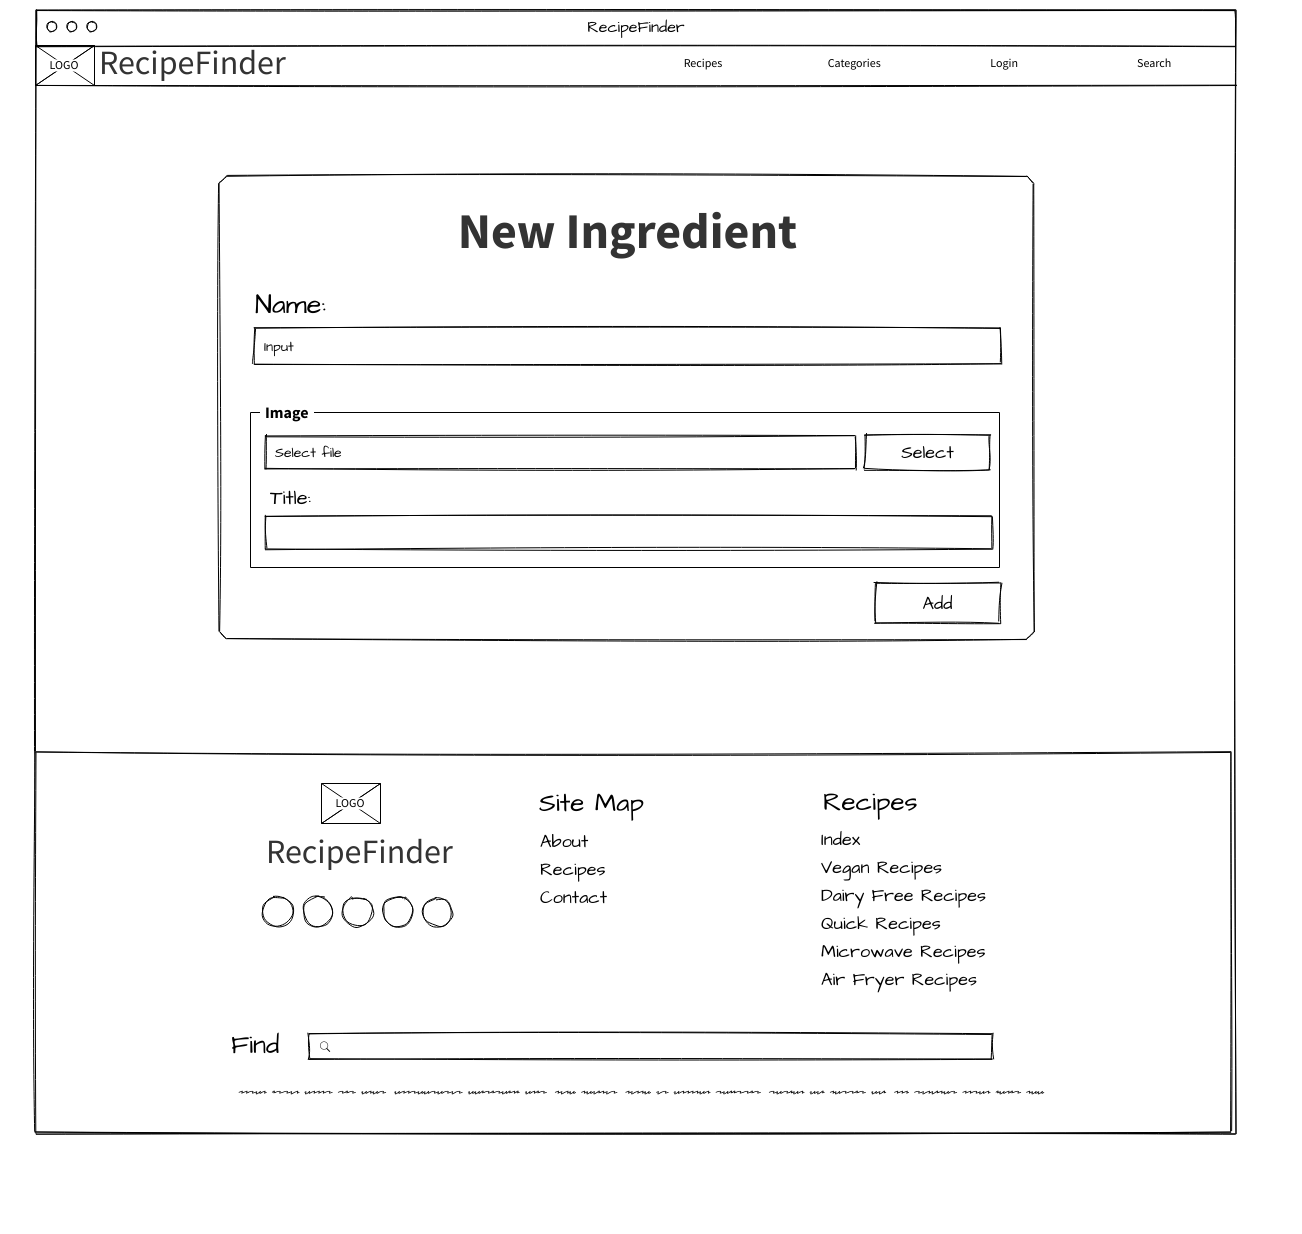 RecipeFinder
LOGO RecipeFinder Recipes Categories Login Search
New Ingredient
Name:
Input
Image
Select file Select
Title:
Add
LOGO
RecipeFinder
Site Map
About
Recipes
Contact
Recipes
Index
Vegan Recipes
Dairy Free Recipes
Quick Recipes
Microwave Recipes
Air Fryer Recipes
Find